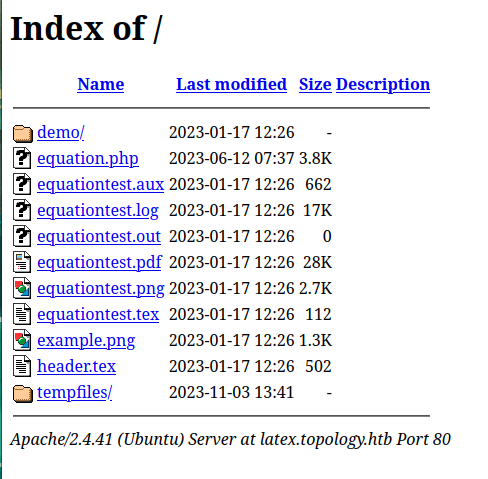 Index of /
Name Last modified Size Description
demo/ 2023-01-17 12:26 -
equation.php 2023-06-12 07:37 3.8K
equationtest.aux 2023-01-17 12:26 662
equationtest.log 2023-01-17 12:26 17K
equationtest.out 2023-01-17 12:26 0
equationtest.pdf 2023-01-17 12:26 28K
equationtest.png 2023-01-17 12:26 2.7K
equationtest.tex 2023-01-17 12:26 112
example.png 2023-01-17 12:26 1.3K
header.tex 2023-01-17 12:26 502
tempfiles/ 2023-11-03 13:41 -
Apache/2.4.41 (Ubuntu) Server at latex.topology.htb Port 80